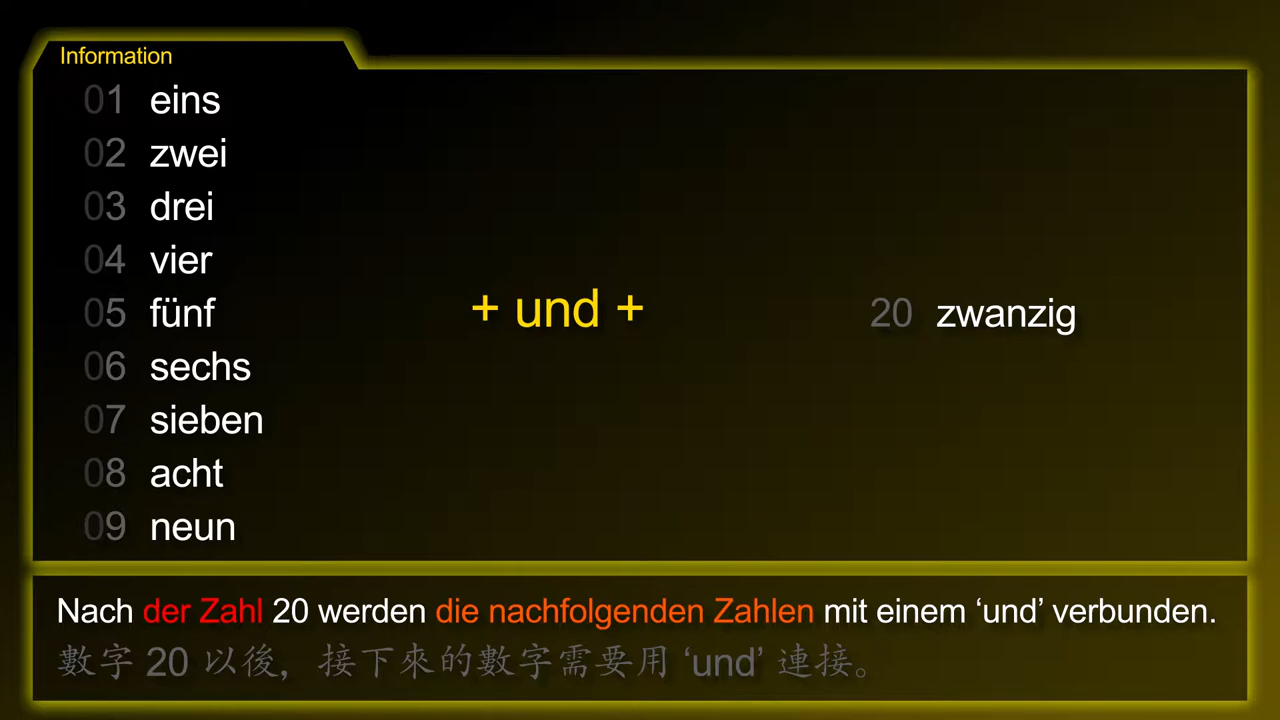 Information
01 eins
02 zwei
03 drei
04 vier
05 fünf
06 sechs
07 sieben
08 acht
09 neun
+ und +
20 zwanzig
Nach der Zahl 20 werden die nachfolgenden Zahlen mit einem ‘und’ verbunden.
數字 20 以後，接下來的數字需要用 ‘und’ 連接。